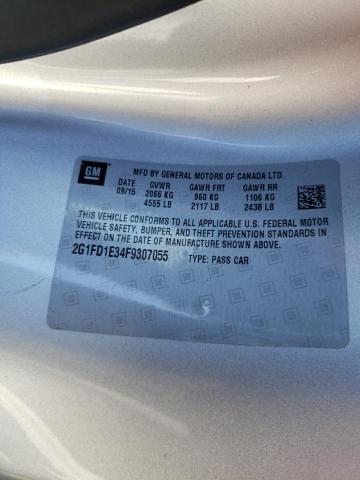 GM
MFD BY GENERAL MOTORS OF CANADA LTD.
DATE GVWR GAWR FRT GAWR RR
09/15 2066 KG 960 KG 1106 KG
4555 LB 2117 LB 2438 LB
THIS VEHICLE CONFORMS TO ALL APPLICABLE U.S. FEDERAL MOTOR
VEHICLE SAFETY, BUMPER, AND THEFT PREVENTION STANDARDS IN
EFFECT ON THE DATE OF MANUFACTURE SHOWN ABOVE.
2G1FD1E34F9307055 TYPE: PASS CAR